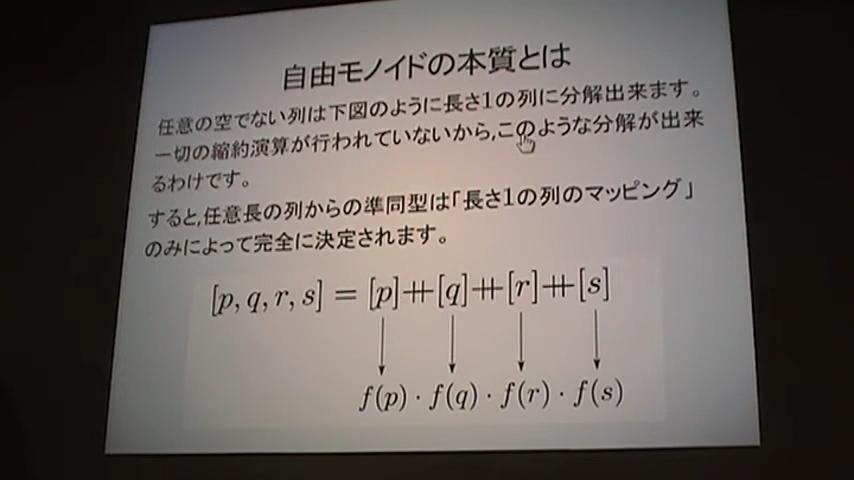 自由モノイドの本質とは
任意の空でない列は下図のように長さ1の列に分解出来ます。
一切の縮約演算が行われていないから,このような分解が出来
るわけです。
すると,任意長の列からの準同型は「長さ1の列のマッピング」
のみによって完全に決定されます。
[p, q, r, s] = [p]⧺[q]⧺[r]⧺[s]
f(p) · f(q) · f(r) · f(s)